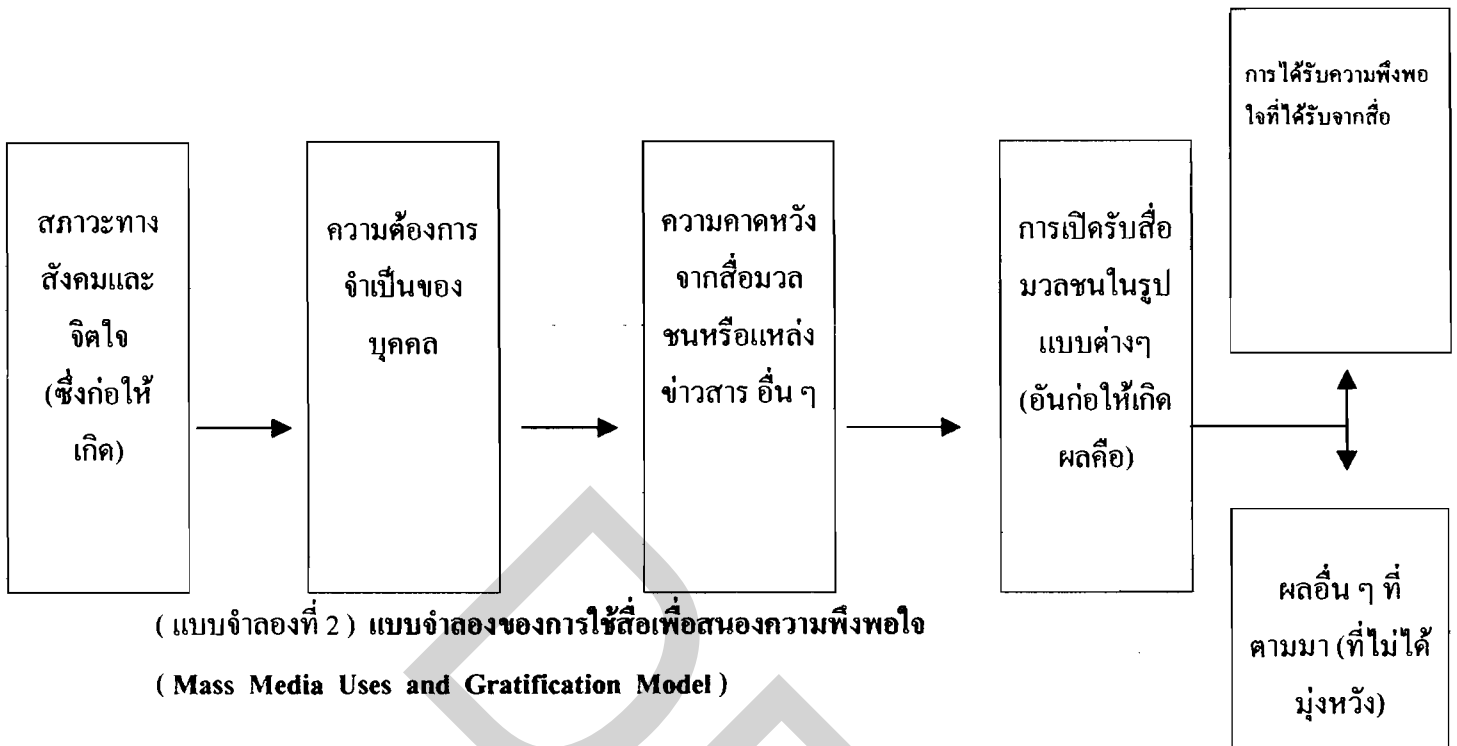 สภาวะทาง
สังคมและ
จิตใจ
(ซึ่งก่อให้
เกิด)
ความต้องการ
จำเป็นของ
บุคคล
ความคาดหวัง
จากสื่อมวล
ชนหรือแหล่ง
ข่าวสาร อื่น ๆ
การเปิดรับสื่อ
มวลชนในรูป
แบบต่างๆ
(อันก่อให้เกิด
ผลคือ)
การได้รับความพึงพอ
ใจที่ได้รับจากสื่อ
ผลอื่น ๆ ที่
ตามมา (ที่ไม่ได้
มุ่งหวัง)
( แบบจำลองที่ 2 ) แบบจำลองของการใช้สื่อเพื่อสนองความพึงพอใจ
( Mass Media Uses and Gratification Model )